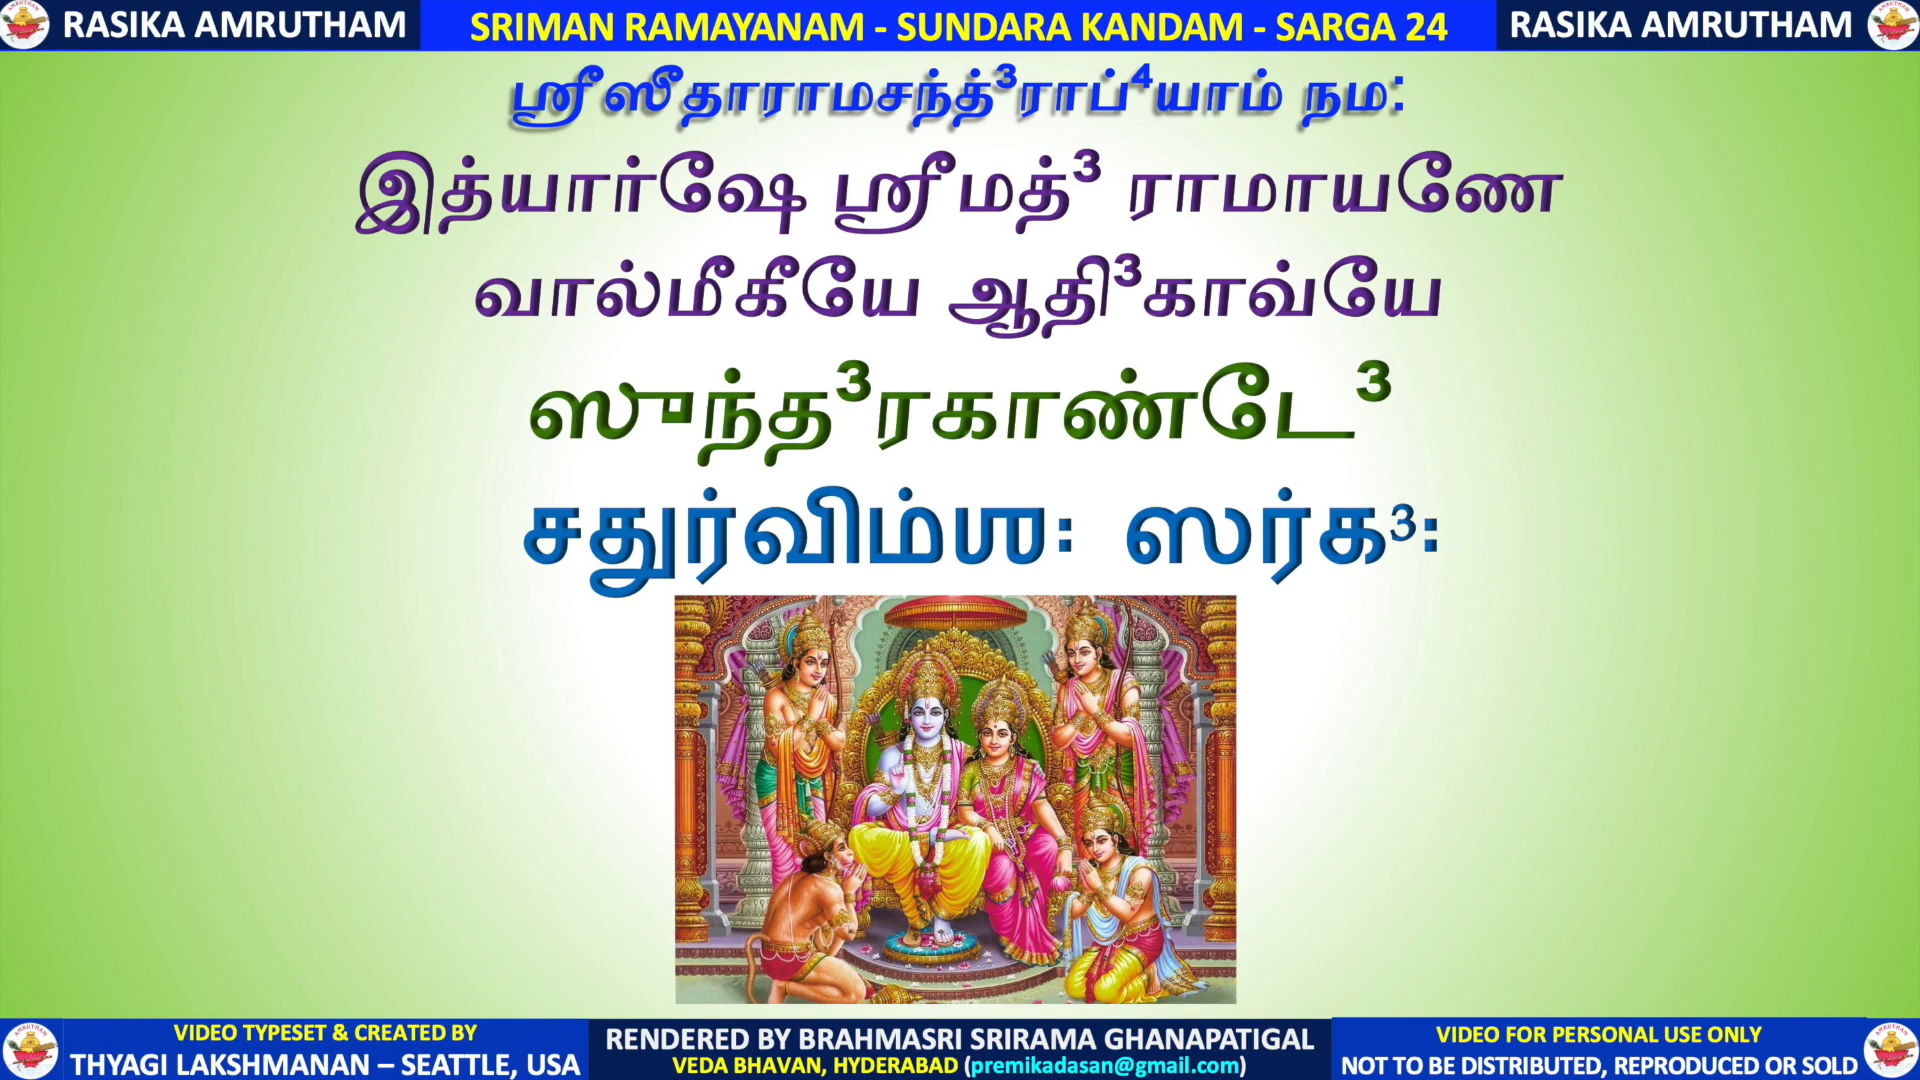 RASIKA AMRUTHAM
SRIMAN RAMAYANAM - SUNDARA KANDAM - SARGA 24
RASIKA AMRUTHAM
ஸ்ரீஸீதாராமசந்த்³ராப்⁴யாம் நம:
இத்யார்ஷே ஸ்ரீமத்³ ராமாயணே
வால்மீகீயே ஆதி³காவ்யே
ஸுந்த³ரகாண்டே³
சதுர்விம்ஶ: ஸர்க³:
VIDEO TYPESET & CREATED BY
THYAGI LAKSHMANAN – SEATTLE, USA
RENDERED BY BRAHMASRI SRIRAMA GHANAPATIGAL
VEDA BHAVAN, HYDERABAD (premikadasan@gmail.com)
VIDEO FOR PERSONAL USE ONLY
NOT TO BE DISTRIBUTED, REPRODUCED OR SOLD